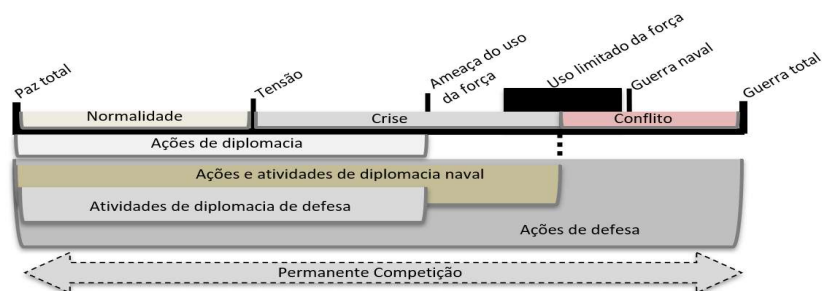 Paz total
Tensão
Ameaça do uso
da força
Uso limitado da força
Guerra naval
Guerra total
Normalidade
Crise
Conflito
Ações de diplomacia
Ações e atividades de diplomacia naval
Atividades de diplomacia de defesa
Ações de defesa
Permanente Competição